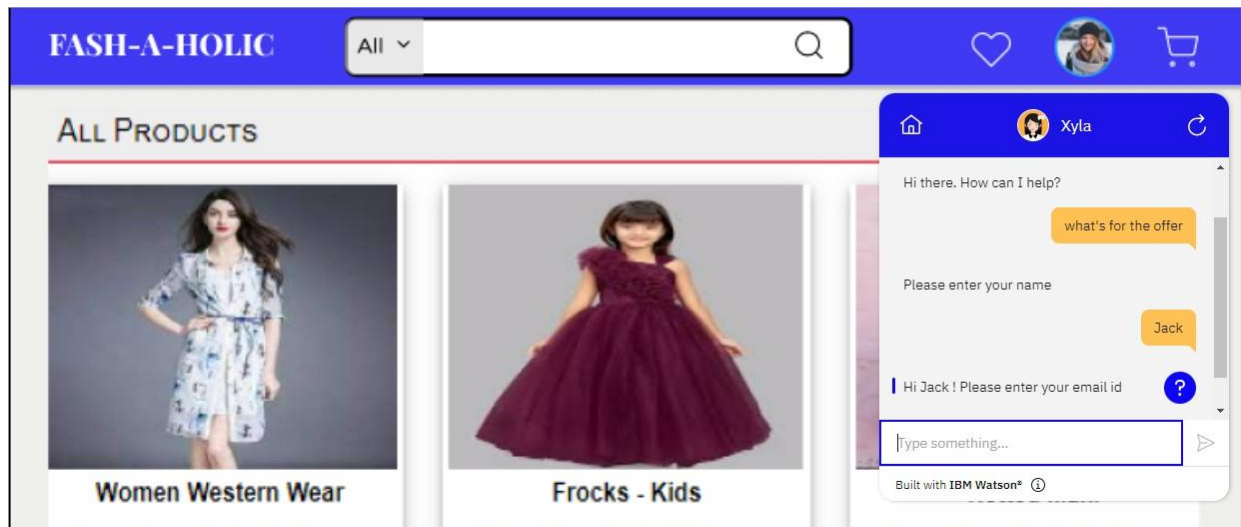 FASH-A-HOLIC
All
ALL PRODUCTS
Xyla
Hi there. How can I help?
what's for the offer
Please enter your name
Jack
Hi Jack ! Please enter your email id
?
Type something...
Built with IBM Watson®
Women Western Wear
Frocks - Kids